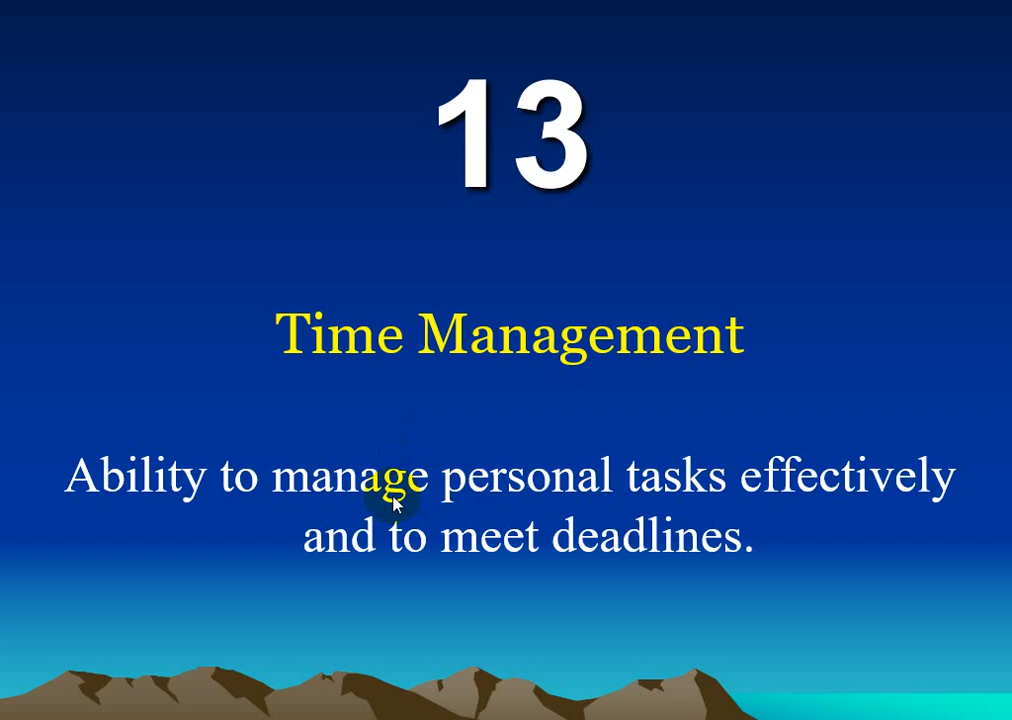 13
Time Management
Ability to manage personal tasks effectively
and to meet deadlines.